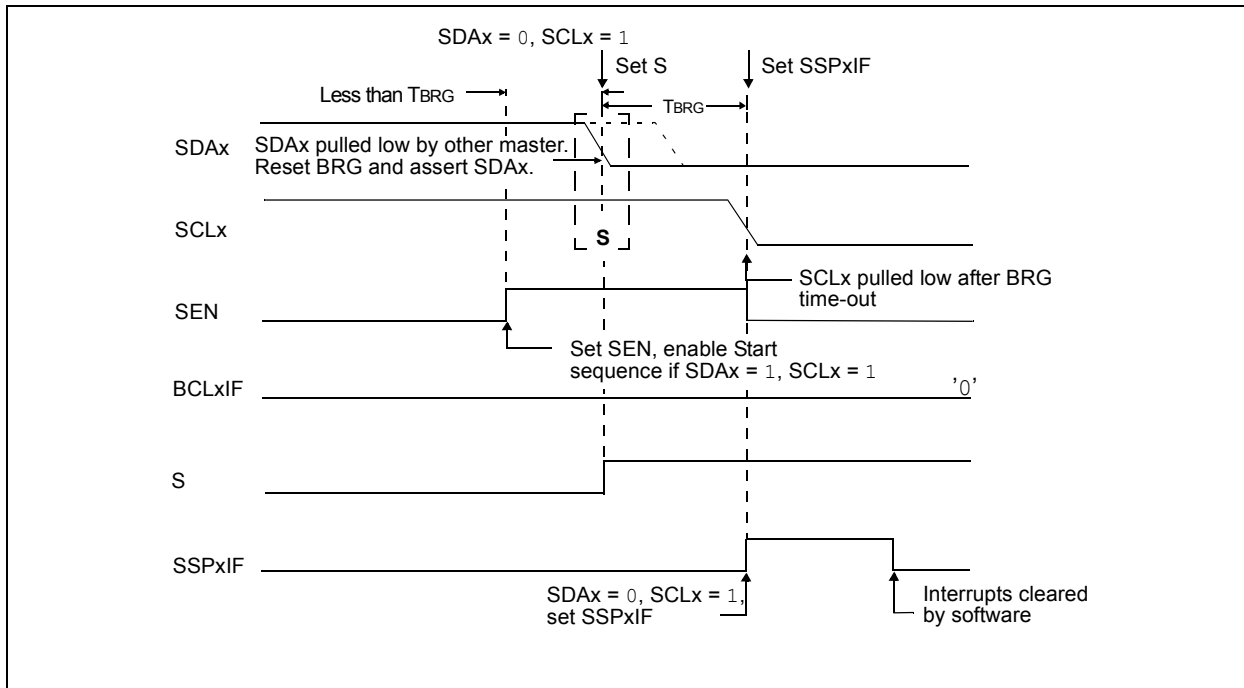 SDAx = 0, SCLx = 1
Set S
Set SSPxIF
Less than TBRG
TBRG
SDAx
SDAx pulled low by other master.
Reset BRG and assert SDAx.
SCLx
S
SCLx pulled low after BRG
time-out
SEN
Set SEN, enable Start
sequence if SDAx = 1, SCLx = 1
BCLxIF
'0'
S
SSPxIF
SDAx = 0, SCLx = 1,
set SSPxIF
Interrupts cleared
by software